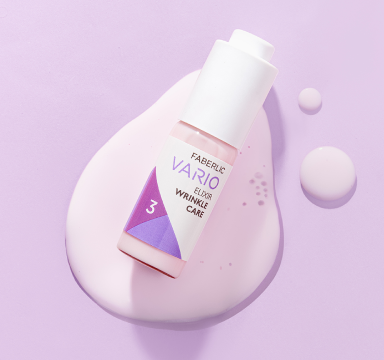 FABERLIC
VARIO
ELIXIR
WRINKLE
CARE
3